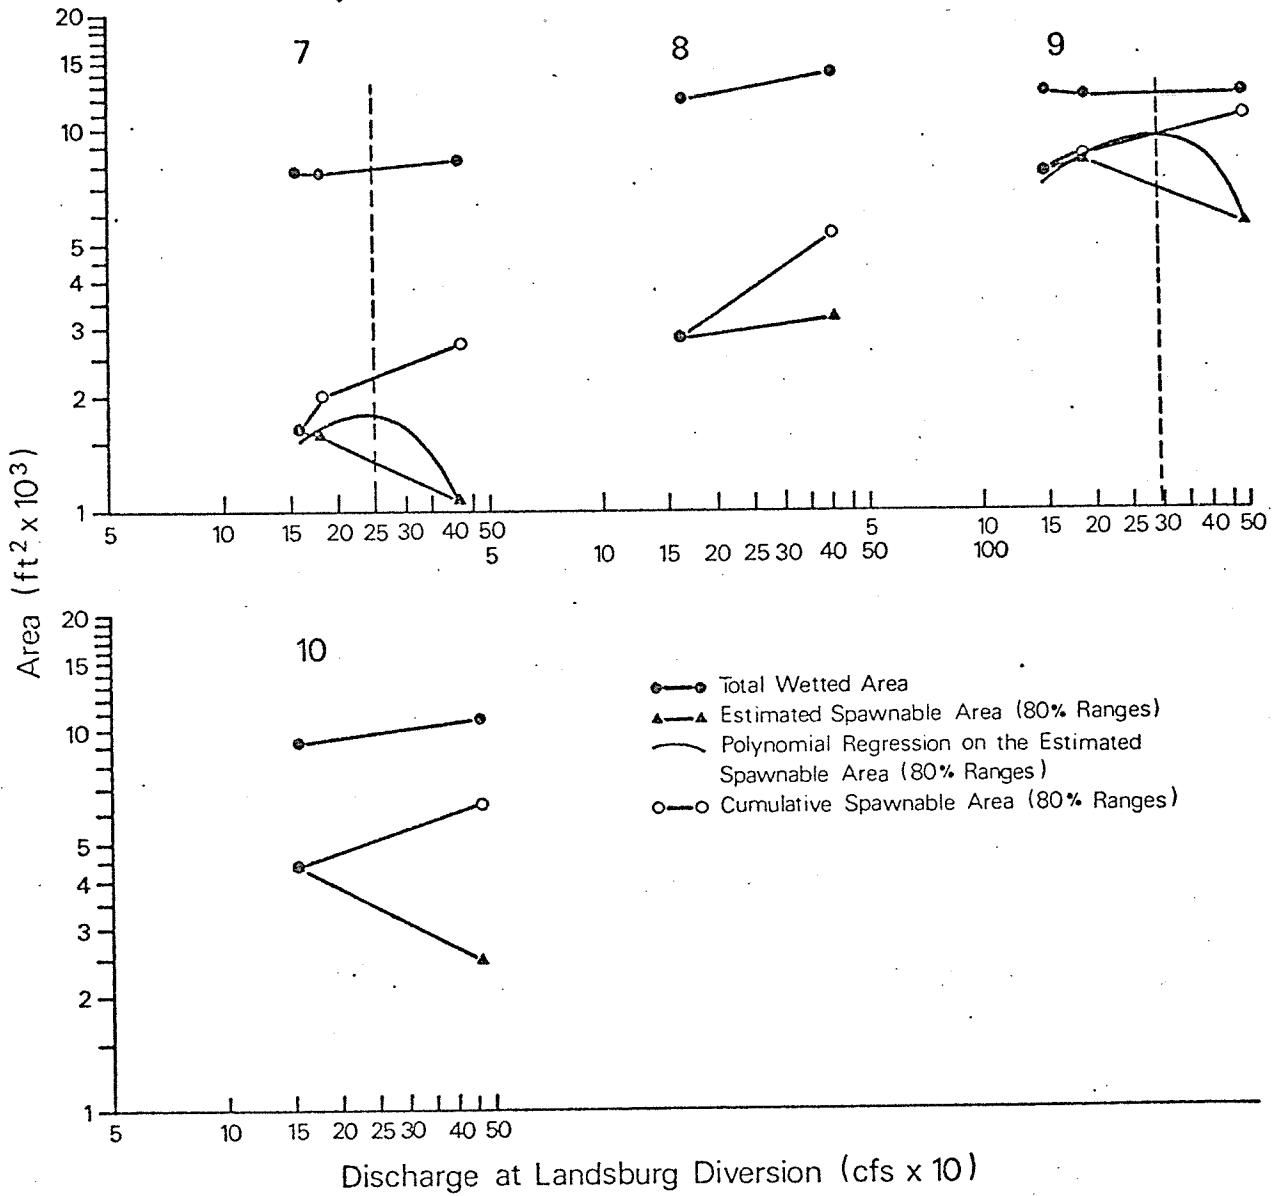 20
15
10
5
4
3
2
1
7
8
9
5 10 15 20 25 30 40 50
5 10 15 20 25 30 40 50
5 10 15 20 25 30 40 50
100
Area (ft² x 10³)
20
15
10
5
4
3
2
1
10
Total Wetted Area
Estimated Spawnable Area (80% Ranges)
Polynomial Regression on the Estimated
Spawnable Area (80% Ranges)
Cumulative Spawnable Area (80% Ranges)
5 10 15 20 25 30 40 50
Discharge at Landsburg Diversion (cfs x 10)